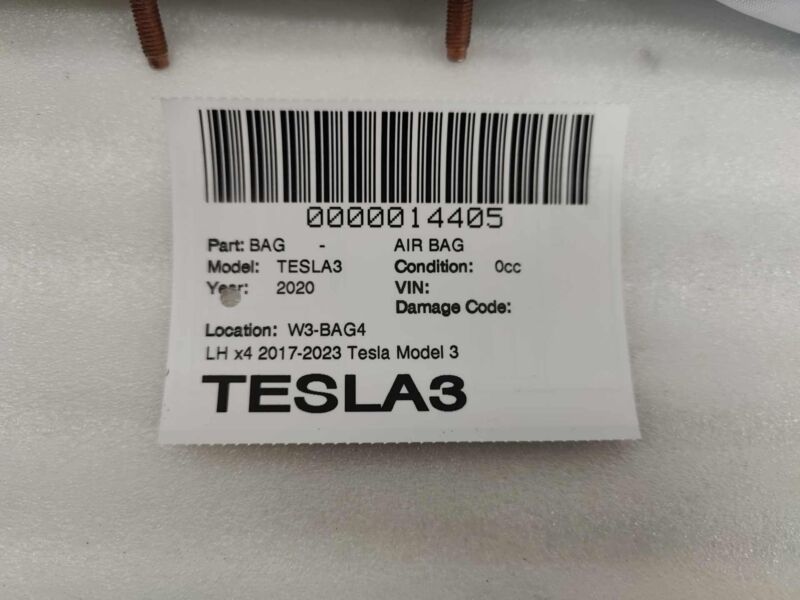 0000014405
Part: BAG - AIR BAG
Model: TESLA3 Condition: 0cc
Year: 2020 VIN:
Damage Code:
Location: W3-BAG4
LH x4 2017-2023 Tesla Model 3
TESLA3